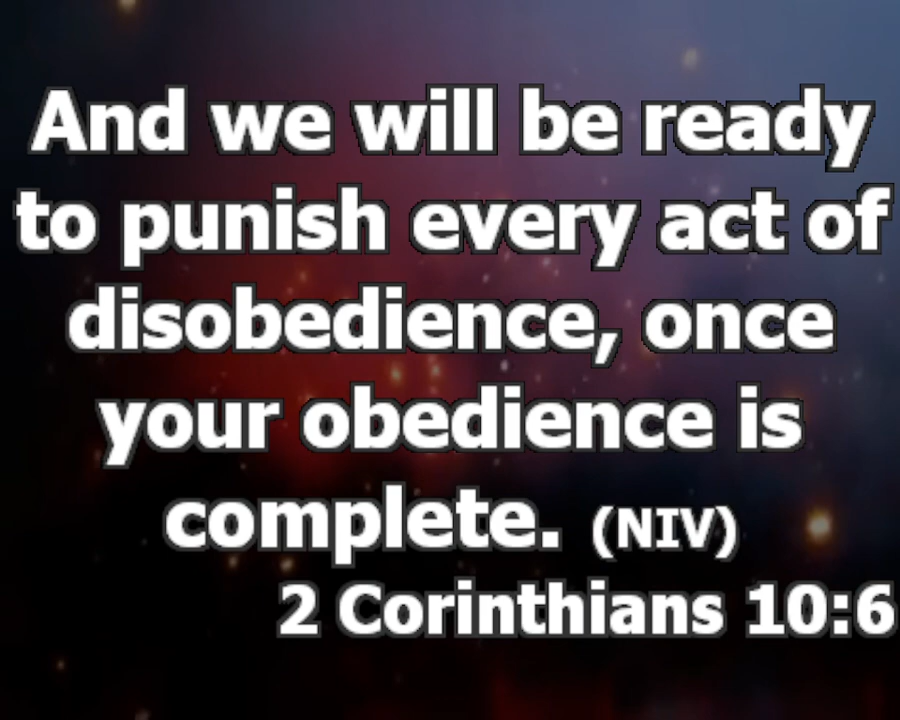 And we will be ready
to punish every act of
disobedience, once
your obedience is
complete. (NIV)
2 Corinthians 10:6